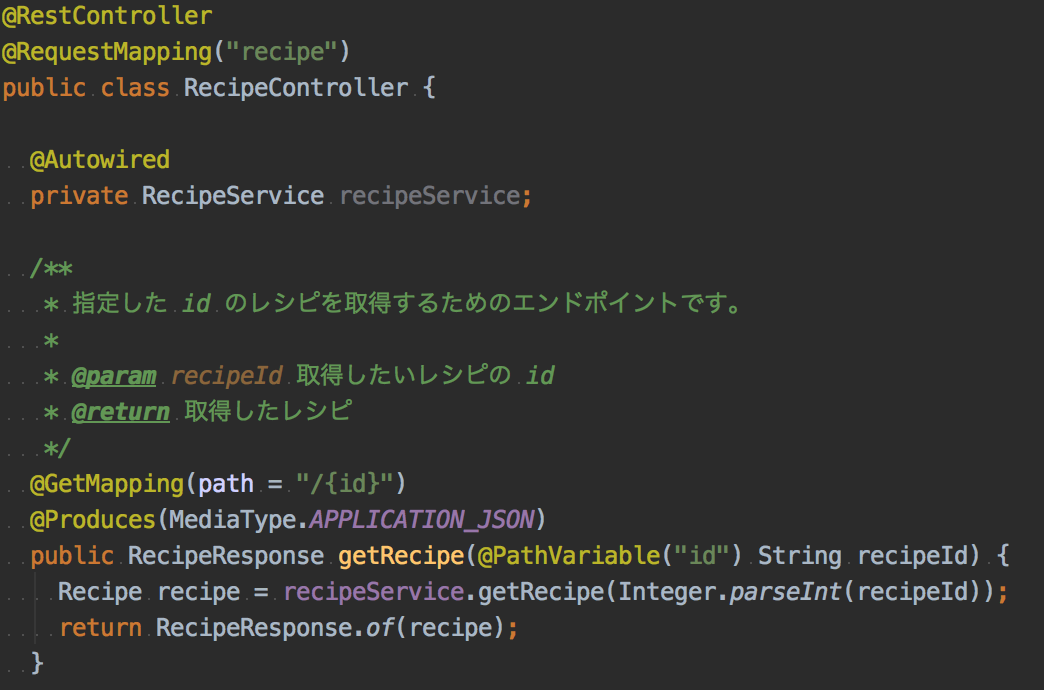 @RestController
@RequestMapping("recipe")
public class RecipeController {
@Autowired
private RecipeService recipeService;
/**
* 指定した id のレシピを取得するためのエンドポイントです。
*
* @param recipeId 取得したいレシピの id
* @return 取得したレシピ
*/
@GetMapping(path = "/{id}")
@Produces(MediaType.APPLICATION_JSON)
public RecipeResponse getRecipe(@PathVariable("id") String recipeId) {
Recipe recipe = recipeService.getRecipe(Integer.parseInt(recipeId));
return RecipeResponse.of(recipe);
}